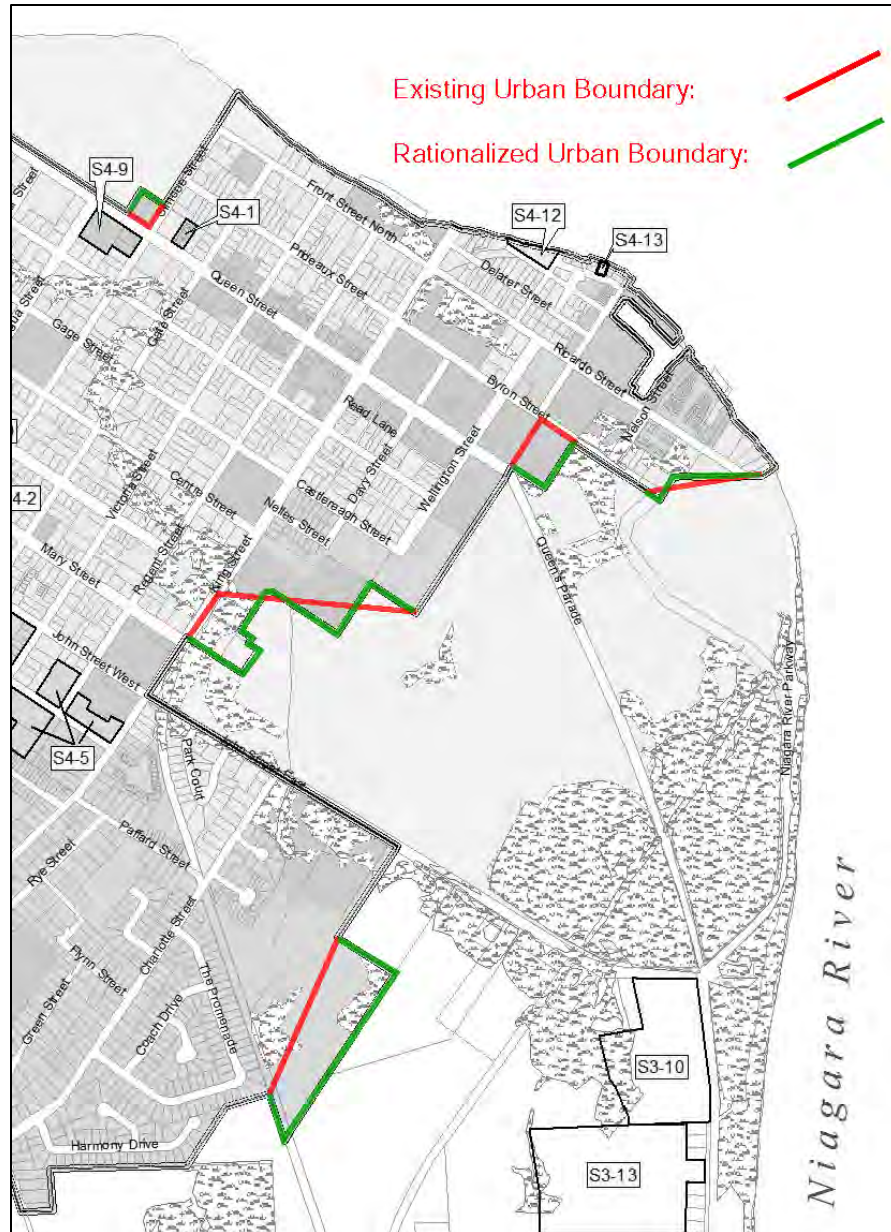 Existing Urban Boundary:
Rationalized Urban Boundary:
S4-9
Street
S4-1
Front Street North
S4-12
S4-13
Prideaux Street
Delater Street
Queen Street
Gate Street
Gage Street
Ricardo Street
Byron Street
Nelson Street
Read Lane
Davy Street
Wellington Street
Castlereagh Street
Nelles Street
Centre Street
Victoria Street
Regent Street
King Street
4-2
Mary Street
John Street West
S4-5
Queen's Parade
Niagara River Parkway
Park Court
Paffard Street
Rye Street
Charlotte Street
Flynn Street
Green Street
Coach Drive
The Promenade
Harmony Drive
S3-10
S3-13
Niagara River